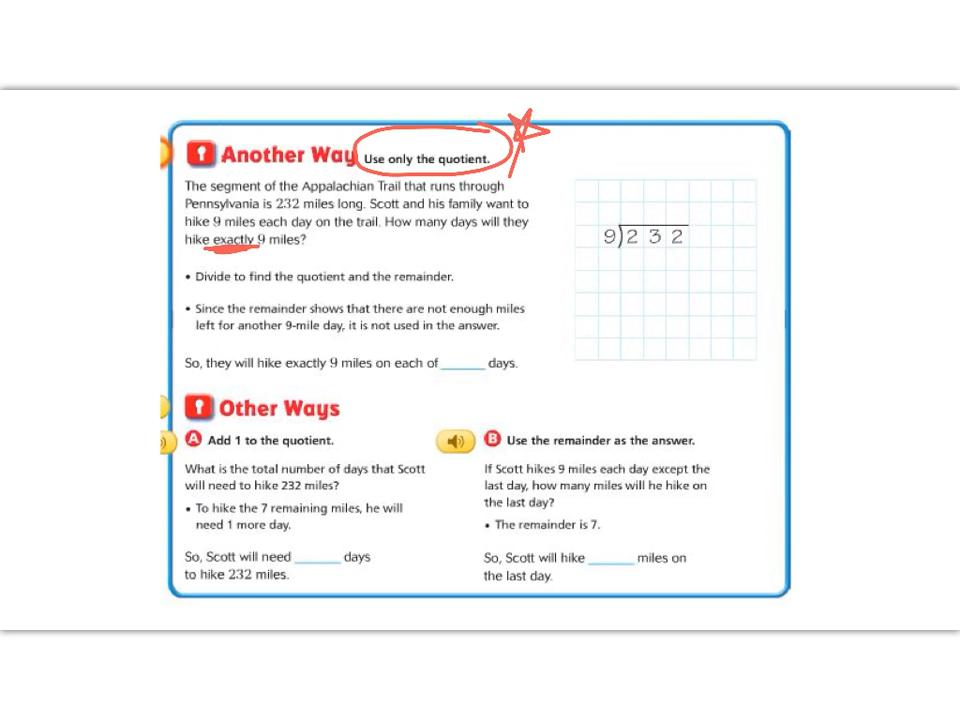 Another Way Use only the quotient.
The segment of the Appalachian Trail that runs through
Pennsylvania is 232 miles long. Scott and his family want to
hike 9 miles each day on the trail. How many days will they
hike exactly 9 miles?
9)2 3 2
• Divide to find the quotient and the remainder.
• Since the remainder shows that there are not enough miles
left for another 9-mile day, it is not used in the answer.
So, they will hike exactly 9 miles on each of ______ days.
Other Ways
A Add 1 to the quotient.
What is the total number of days that Scott
will need to hike 232 miles?
• To hike the 7 remaining miles, he will
need 1 more day.
So, Scott will need ______ days
to hike 232 miles.
B Use the remainder as the answer.
If Scott hikes 9 miles each day except the
last day, how many miles will he hike on
the last day?
• The remainder is 7.
So, Scott will hike ______ miles on
the last day.